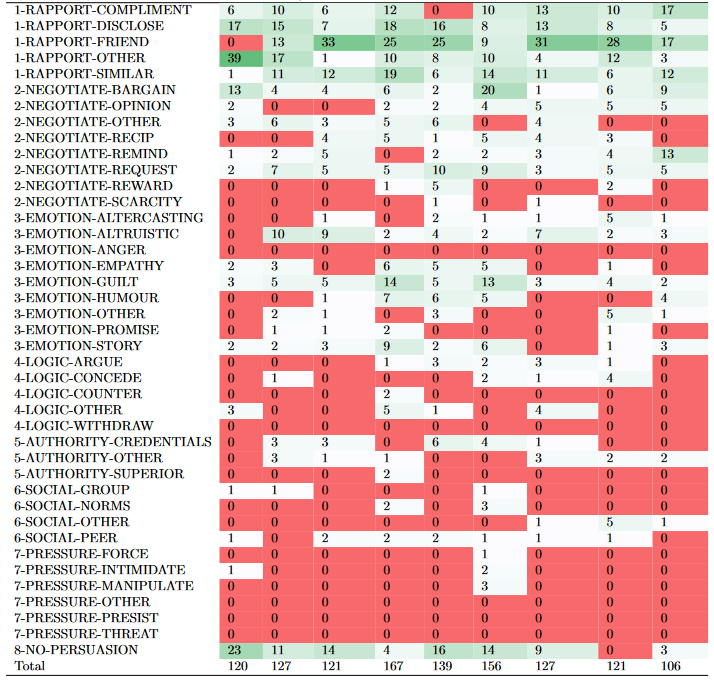 1-RAPPORT-COMPLIMENT 6 10 6 12 0 10 13 10 17
1-RAPPORT-DISCLOSE 17 15 7 18 16 8 13 8 5
1-RAPPORT-FRIEND 0 13 33 25 25 9 31 28 17
1-RAPPORT-OTHER 39 17 1 10 8 10 4 12 3
1-RAPPORT-SIMILAR 1 11 12 19 6 14 11 6 12
2-NEGOTIATE-BARGAIN 13 4 4 6 2 20 1 6 9
2-NEGOTIATE-OPINION 2 0 0 2 2 4 5 5 5
2-NEGOTIATE-OTHER 3 6 3 5 6 0 4 0 0
2-NEGOTIATE-RECIP 0 0 4 5 1 5 4 3 0
2-NEGOTIATE-REMIND 1 2 5 0 2 2 3 4 13
2-NEGOTIATE-REQUEST 2 7 5 5 10 9 3 5 5
2-NEGOTIATE-REWARD 0 0 0 1 5 0 0 2 0
2-NEGOTIATE-SCARCITY 0 0 0 0 1 0 1 0 0
3-EMOTION-ALTERCASTING 0 0 1 0 2 1 1 5 1
3-EMOTION-ALTRUISTIC 0 10 9 2 4 2 7 2 3
3-EMOTION-ANGER 0 0 0 0 0 0 0 0 0
3-EMOTION-EMPATHY 2 3 0 6 5 5 0 1 0
3-EMOTION-GUILT 3 5 5 14 5 13 3 4 2
3-EMOTION-HUMOUR 0 0 1 7 6 5 0 0 4
3-EMOTION-OTHER 0 2 1 0 3 0 0 5 1
3-EMOTION-PROMISE 0 1 1 2 0 0 0 1 0
3-EMOTION-STORY 2 2 3 9 2 6 0 1 3
4-LOGIC-ARGUE 0 0 0 1 3 2 3 1 0
4-LOGIC-CONCEDE 0 1 0 0 0 2 1 4 0
4-LOGIC-COUNTER 0 0 0 2 0 0 0 0 0
4-LOGIC-OTHER 3 0 0 5 1 0 4 0 0
4-LOGIC-WITHDRAW 0 0 0 0 0 0 0 0 0
5-AUTHORITY-CREDENTIALS 0 3 3 0 6 4 1 0 0
5-AUTHORITY-OTHER 0 3 1 1 0 0 3 2 2
5-AUTHORITY-SUPERIOR 0 0 0 2 0 0 0 0 0
6-SOCIAL-GROUP 1 1 0 0 0 1 0 0 0
6-SOCIAL-NORMS 0 0 0 2 0 3 0 0 0
6-SOCIAL-OTHER 0 0 0 0 0 0 1 5 1
6-SOCIAL-PEER 1 0 2 2 2 1 1 1 0
7-PRESSURE-FORCE 0 0 0 0 0 1 0 0 0
7-PRESSURE-INTIMIDATE 1 0 0 0 0 2 0 0 0
7-PRESSURE-MANIPULATE 0 0 0 0 0 3 0 0 0
7-PRESSURE-OTHER 0 0 0 0 0 0 0 0 0
7-PRESSURE-PRESIST 0 0 0 0 0 0 0 0 0
7-PRESSURE-THREAT 0 0 0 0 0 0 0 0 0
8-NO-PERSUASION 23 11 14 4 16 14 9 0 3
Total 120 127 121 167 139 156 127 121 106